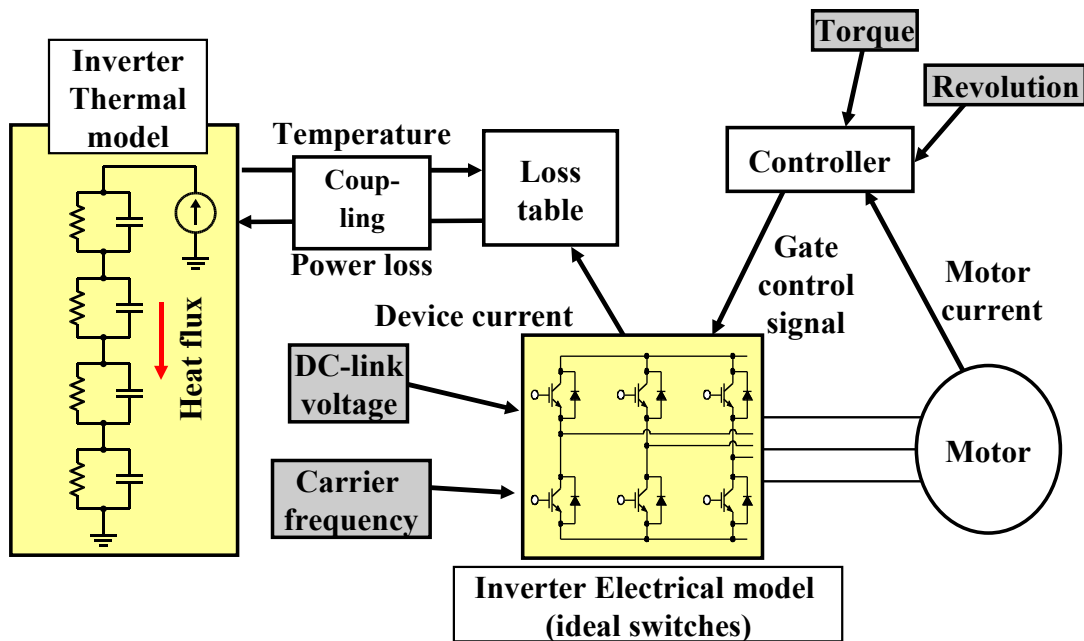 Torque
Revolution
Inverter
Thermal
model
Temperature
Coup-
ling
Power loss
Loss
table
Controller
Gate
control
signal
Motor
current
Heat flux
Device current
DC-link
voltage
Carrier
frequency
Motor
Inverter Electrical model
(ideal switches)